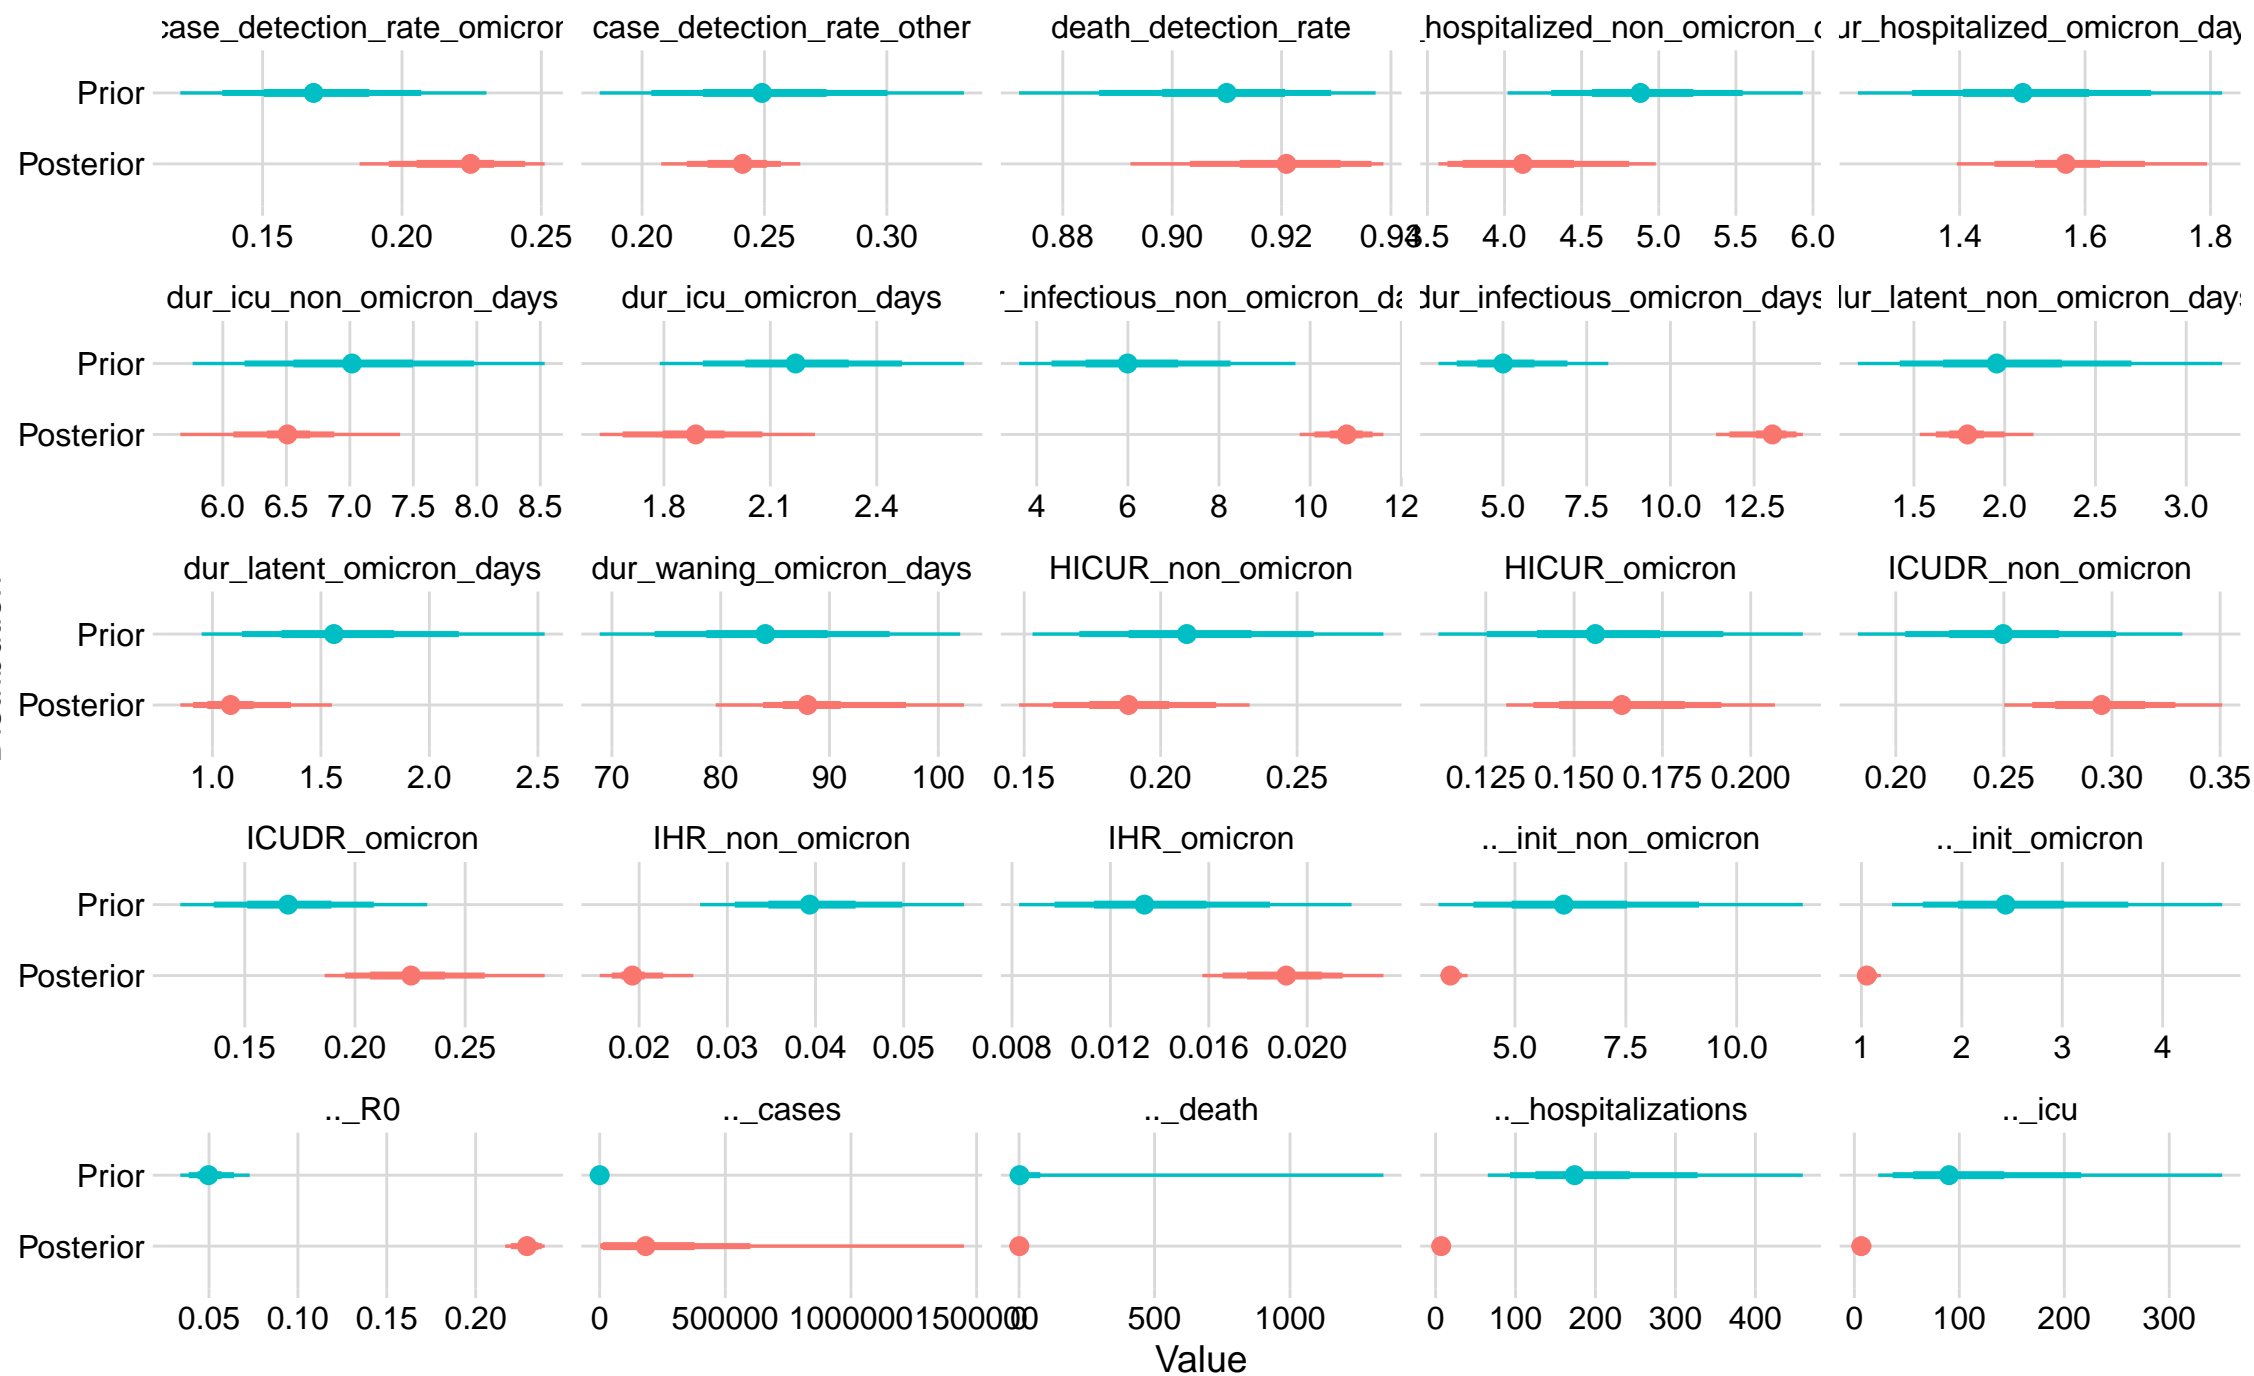 case_detection_rate_omicron case_detection_rate_other death_detection_rate _hospitalized_non_omicron_ ur_hospitalized_omicron_day
Prior
Posterior
0.15 0.20 0.25 0.20 0.25 0.30 0.88 0.90 0.92 0.94 3.5 4.0 4.5 5.0 5.5 6.0 1.4 1.6 1.8
dur_icu_non_omicron_days dur_icu_omicron_days r_infectious_non_omicron_da dur_infectious_omicron_days dur_latent_non_omicron_days
Prior
Posterior
6.0 6.5 7.0 7.5 8.0 8.5 1.8 2.1 2.4 4 6 8 10 12 5.0 7.5 10.0 12.5 1.5 2.0 2.5 3.0
dur_latent_omicron_days dur_waning_omicron_days HICUR_non_omicron HICUR_omicron ICUDR_non_omicron
Prior
Posterior
1.0 1.5 2.0 2.5 70 80 90 100 0.15 0.20 0.25 0.125 0.150 0.175 0.200 0.20 0.25 0.30 0.35
ICUDR_omicron IHR_non_omicron IHR_omicron .._init_non_omicron .._init_omicron
Prior
Posterior
0.15 0.20 0.25 0.02 0.03 0.04 0.05 0.008 0.012 0.016 0.020 5.0 7.5 10.0 1 2 3 4
.._R0 .._cases .._death .._hospitalizations .._icu
Prior
Posterior
0.05 0.10 0.15 0.20 0 500000 1000000 1500000 0 500 1000 0 100 200 300 400 0 100 200 300
Value